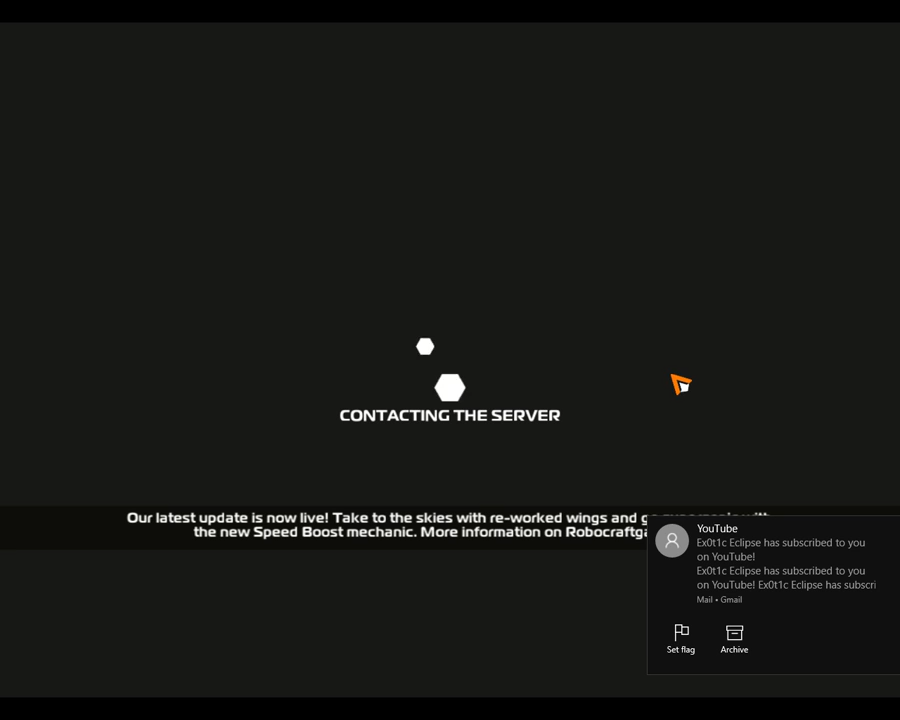 CONTACTING THE SERVER
Our latest update is now live! Take to the skies with re-worked wings and
the new Speed Boost mechanic. More information on Robocraftga
YouTube
Ex0t1c Eclipse has subscribed to you
on YouTube!
Ex0t1c Eclipse has subscribed to you
on YouTube! Ex0t1c Eclipse has subscri
Mail • Gmail
Set flag
Archive